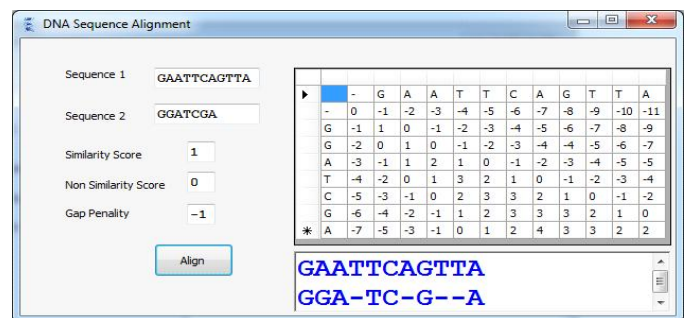 DNA Sequence Alignment
Sequence 1 GAATTCAGTTA
Sequence 2 GGATCGA
Similarity Score 1
Non Similarity Score 0
Gap Penality -1
Align
- G A A T T C A G T T A
- 0 -1 -2 -3 -4 -5 -6 -7 -8 -9 -10 -11
G -1 1 0 -1 -2 -3 -4 -5 -6 -7 -8 -9
G -2 0 1 0 -1 -2 -3 -4 -4 -5 -6 -7
A -3 -1 1 2 1 0 -1 -2 -3 -4 -5 -5
T -4 -2 0 1 3 2 1 0 -1 -2 -3 -4
C -5 -3 -1 0 2 3 3 2 1 0 -1 -2
G -6 -4 -2 -1 1 2 3 3 3 2 1 0
A -7 -5 -3 -1 0 1 2 4 3 3 2 2
GAATTCAGTTA
GGA-TC-G--A